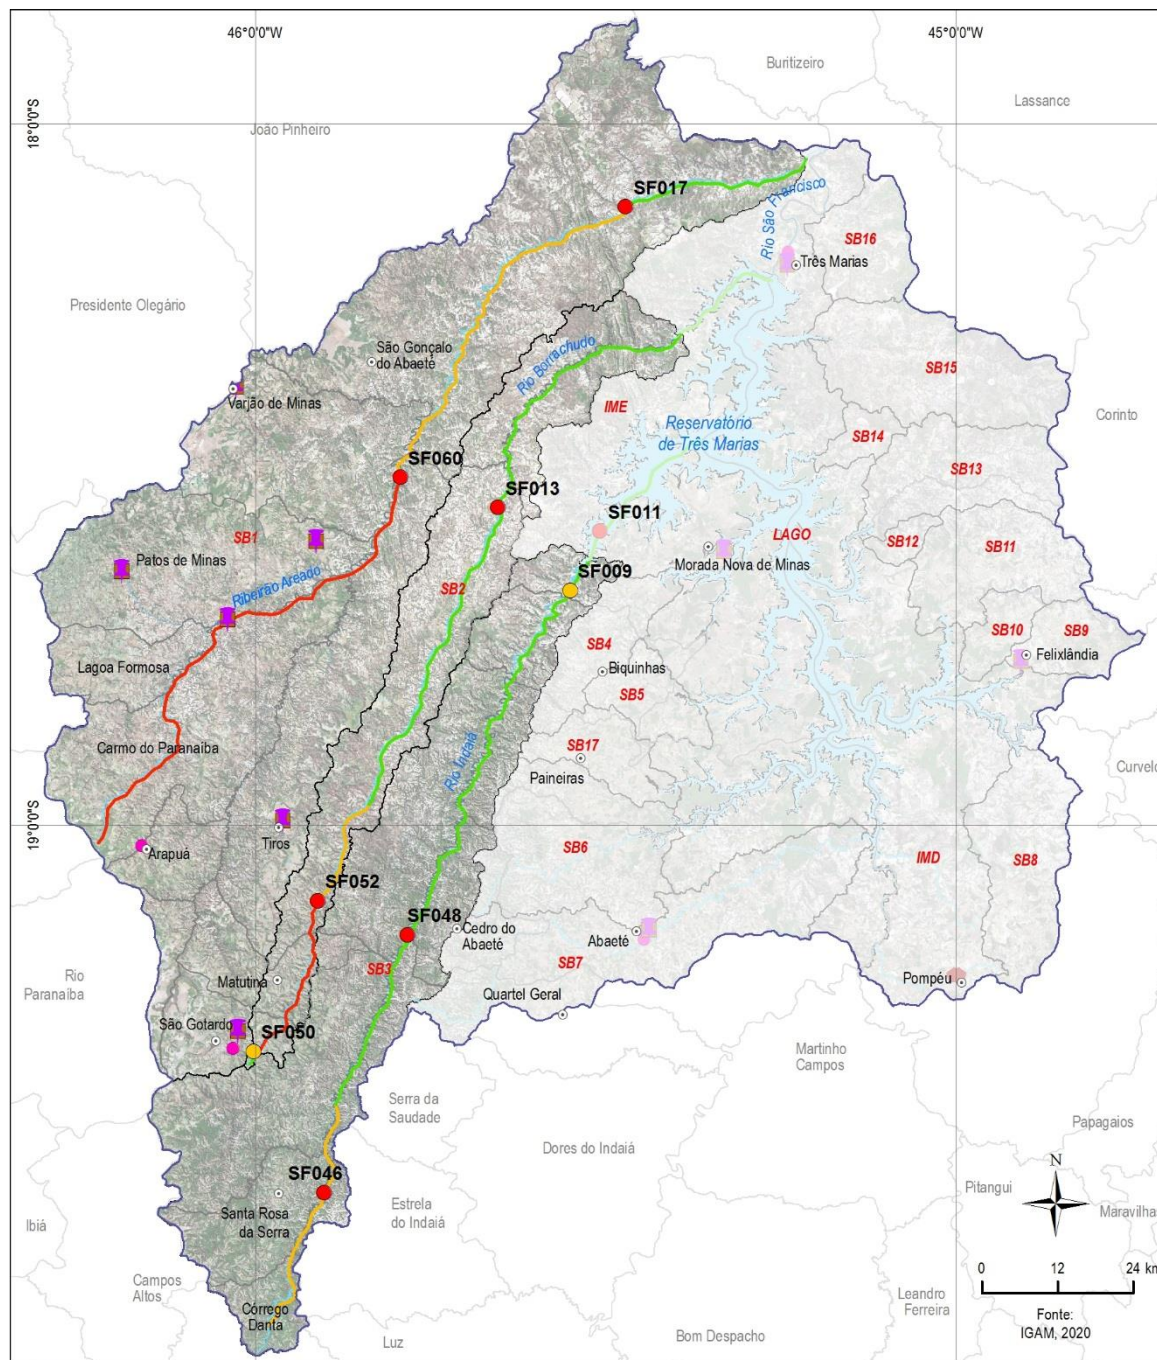 46°0'0"W
45°0'0"W
Buritizeiro
Lassance
18°0'0"S
João Pinheiro
SF017
Rio São Francisco
SB16
Três Marias
Presidente Olegário
São Gonçalo
do Abaeté
Rio Borrachudo
Varjão de Minas
SB15
IME
Corinto
Reservatório
de Três Marias
SB14
SB13
SF060
SF013
SF011
SB1
LAGO
SB12
SB11
Patos de Minas
Morada Nova de Minas
Ribeirão Areado
SF009
SB2
SB10
SB9
SB4
Felixlândia
Lagoa Formosa
Biquinhas
SB5
Carmo do Paranaíba
Rio Indaiá
SB17
Paineiras
Curvelo
19°0'0"S
Tiros
Arapuá
SB6
IMD
SB8
SF052
SF048
Cedro do
Abaeté
Abaeté
SB7
SB3
Rio
Paranaíba
Matutina
Pompéu
Quartel Geral
São Gotardo
SF050
Martinho
Campos
Serra da
Saudade
Papagaios
Dores do Indaiá
N
SF046
Pitangui
Estrela
do Indaiá
Santa Rosa
da Serra
Maravilhas
Ibiá
Campos
Altos
0 12 24 km
Córrego
Danta
Leandro
Ferreira
Fonte:
IGAM, 2020
Luz
Bom Despacho